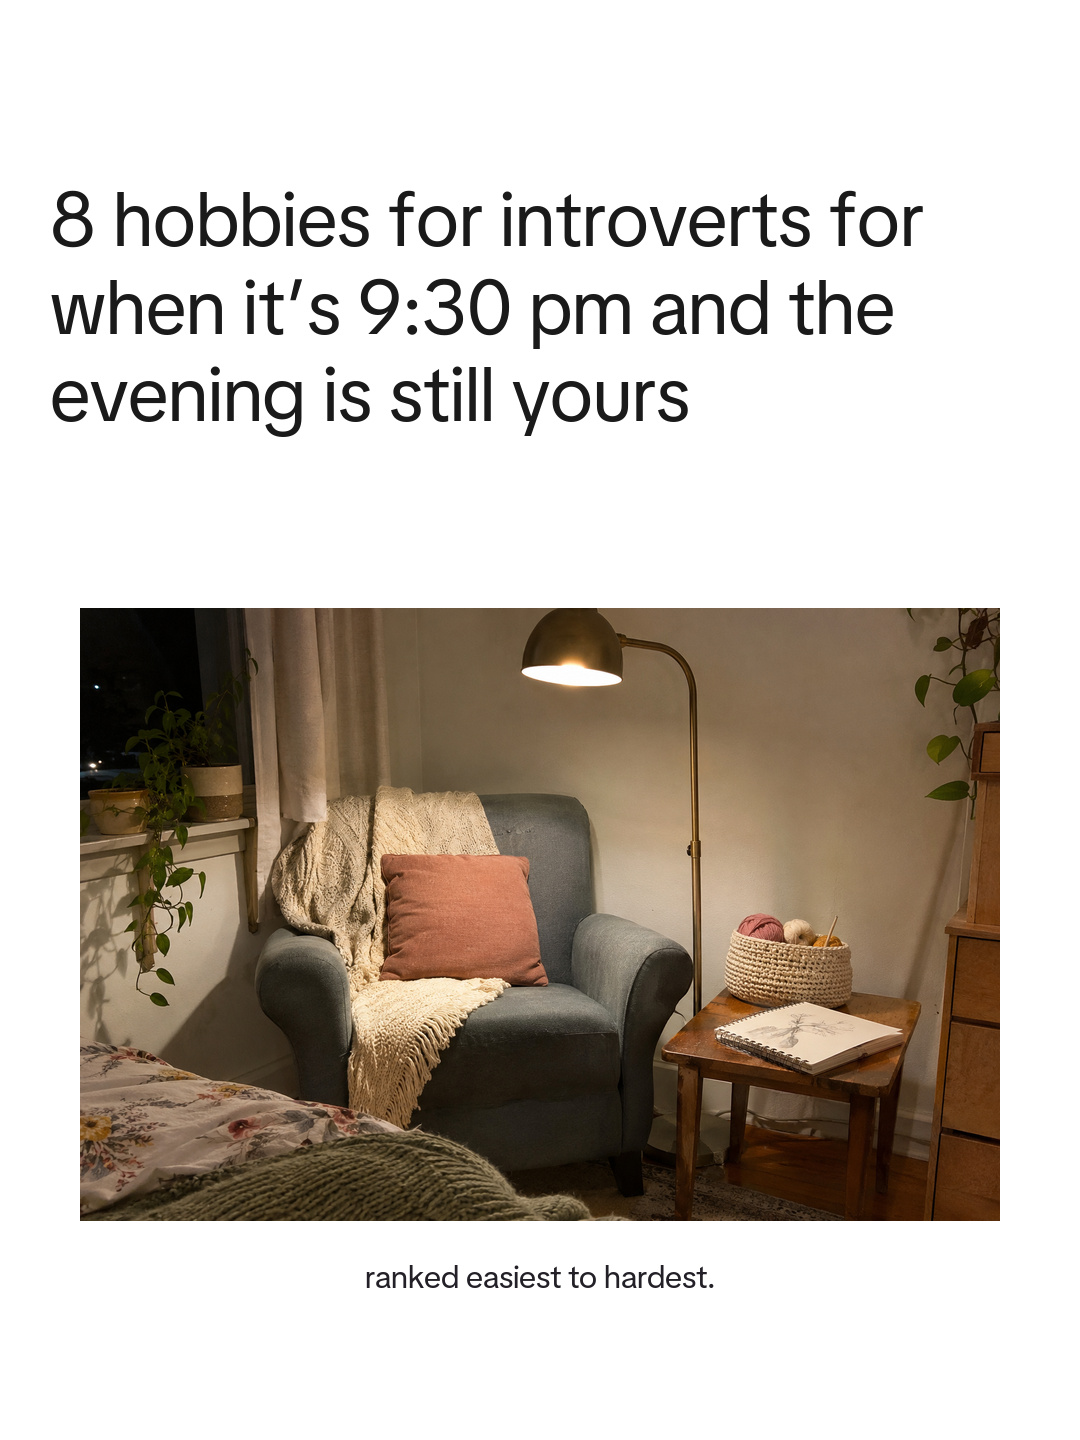 8 hobbies for introverts for
when it’s 9:30 pm and the
evening is still yours
ranked easiest to hardest.